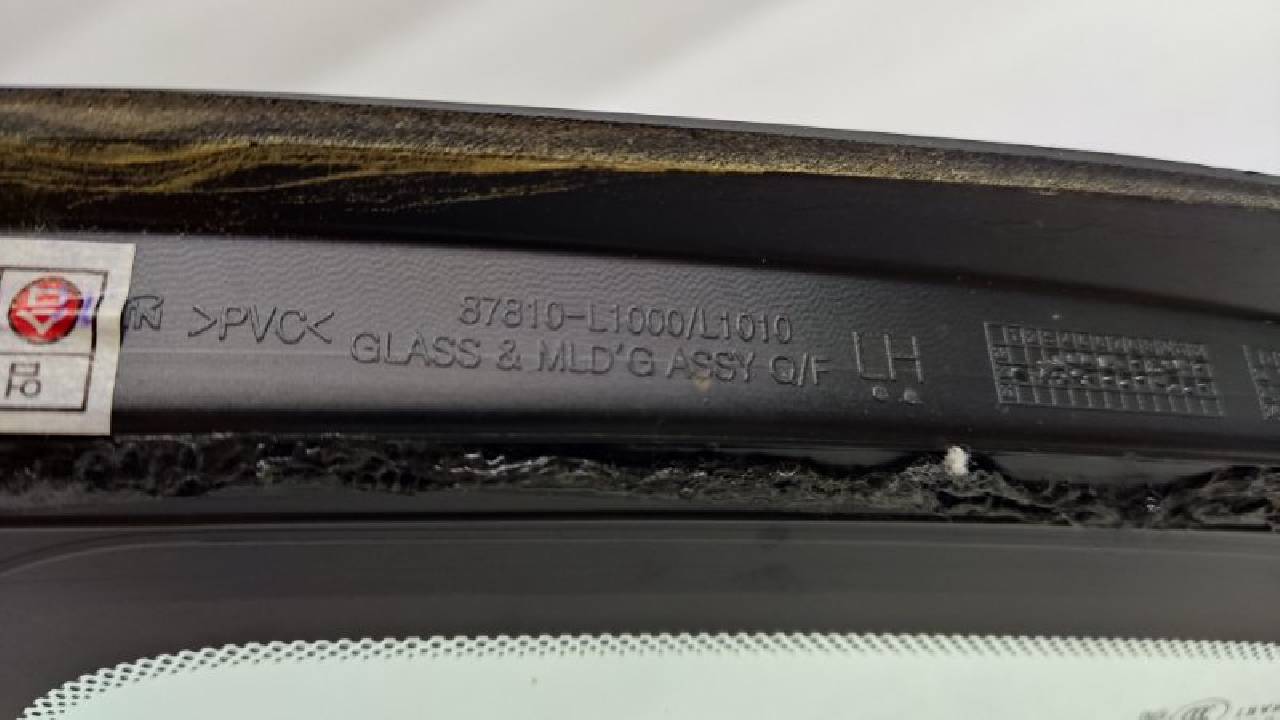 >PVC<
87810-L1000/L1010
GLASS & MLD'G ASSY Q/F
LH